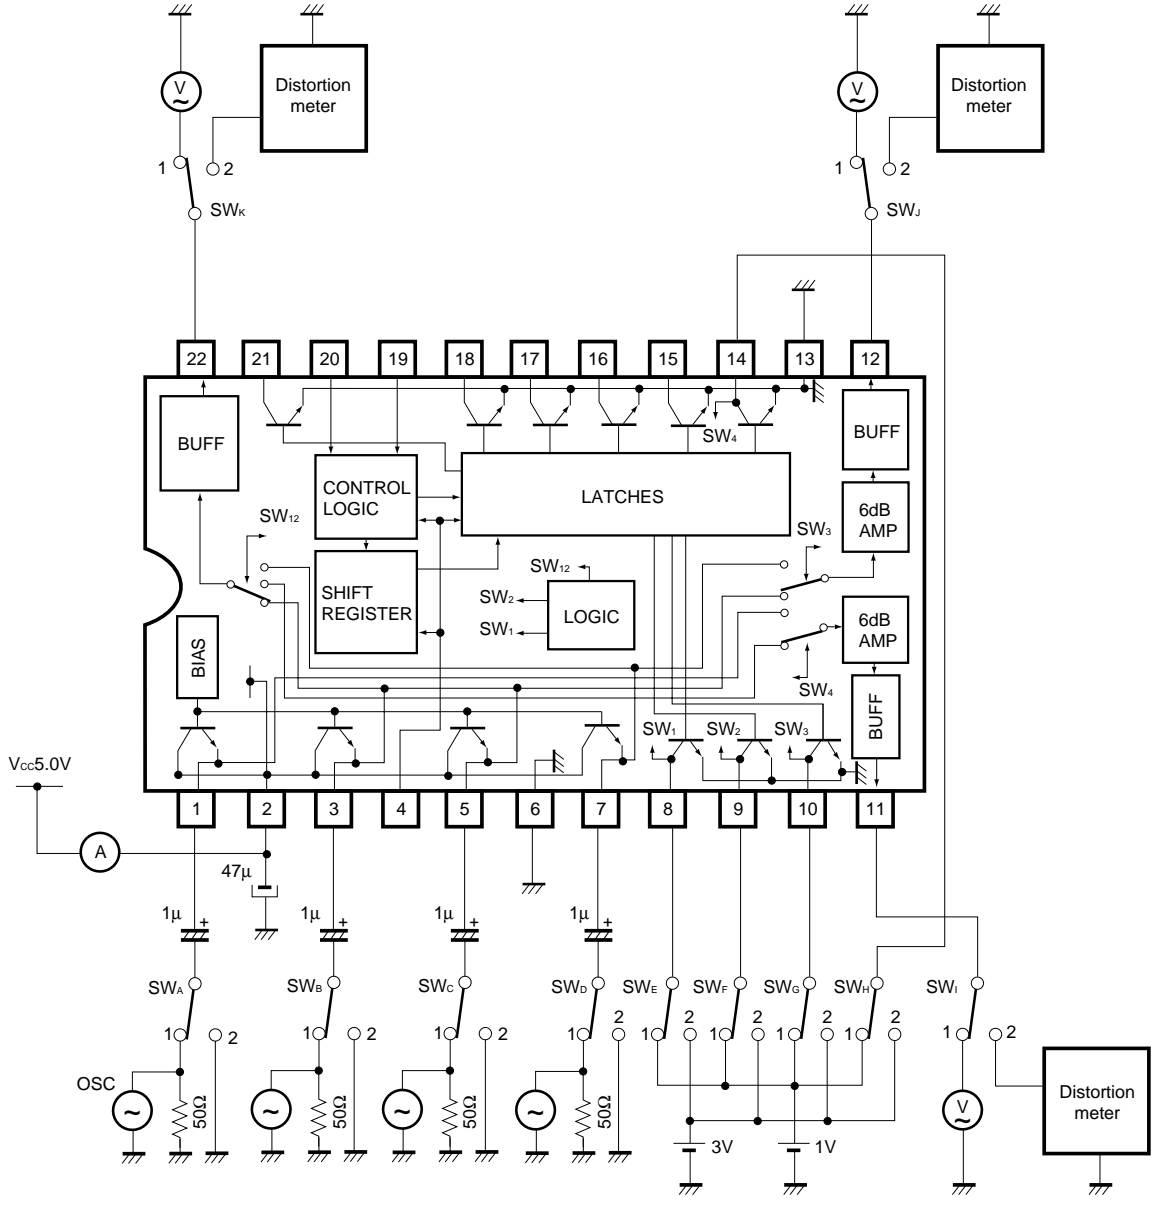 V
Distortion
meter
1
2
SWK
V
Distortion
meter
1
2
SWJ
22
21
20
19
18
17
16
15
14
13
12
BUFF
CONTROL
LOGIC
LATCHES
SW4
BUFF
6dB
AMP
SW12
SW3
SHIFT
REGISTER
SW12
SW2
SW1
LOGIC
6dB
AMP
BIAS
SW4
BUFF
SW1
SW2
SW3
VCC5.0V
1
2
3
4
5
6
7
8
9
10
11
A
47μ
1μ
+
1μ
+
1μ
+
1μ
+
SWA
SWB
SWC
SWD
SWE
SWF
SWG
SWH
SWI
1
2
1
2
1
2
1
2
1
2
1
2
1
2
1
2
1
2
OSC
50Ω
50Ω
50Ω
50Ω
3V
1V
V
Distortion
meter